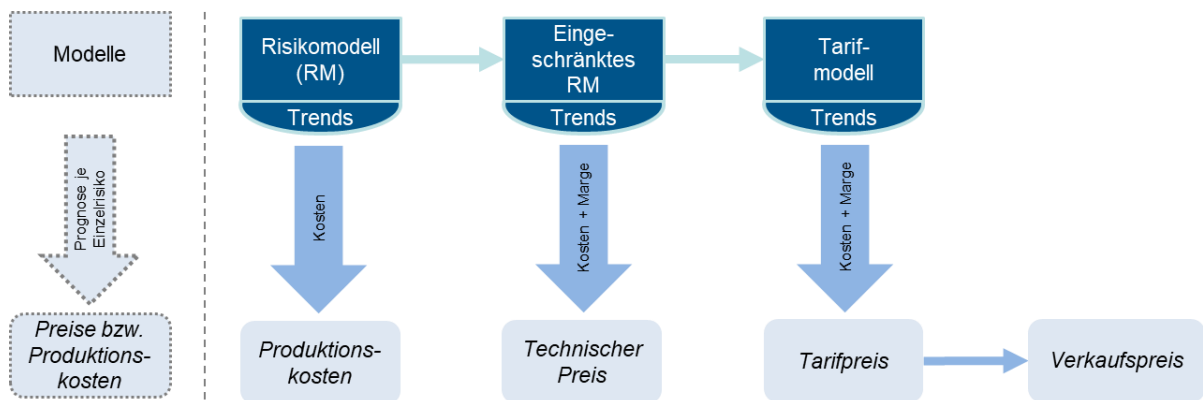 Modelle
Risikomodell
(RM)
Trends
Einge-
schränktes
RM
Trends
Tarif-
modell
Trends
Prognose je
Einzelrisiko
Kosten
Kosten + Marge
Kosten + Marge
Preise bzw.
Produktions-
kosten
Produktions-
kosten
Technischer
Preis
Tarifpreis
Verkaufspreis